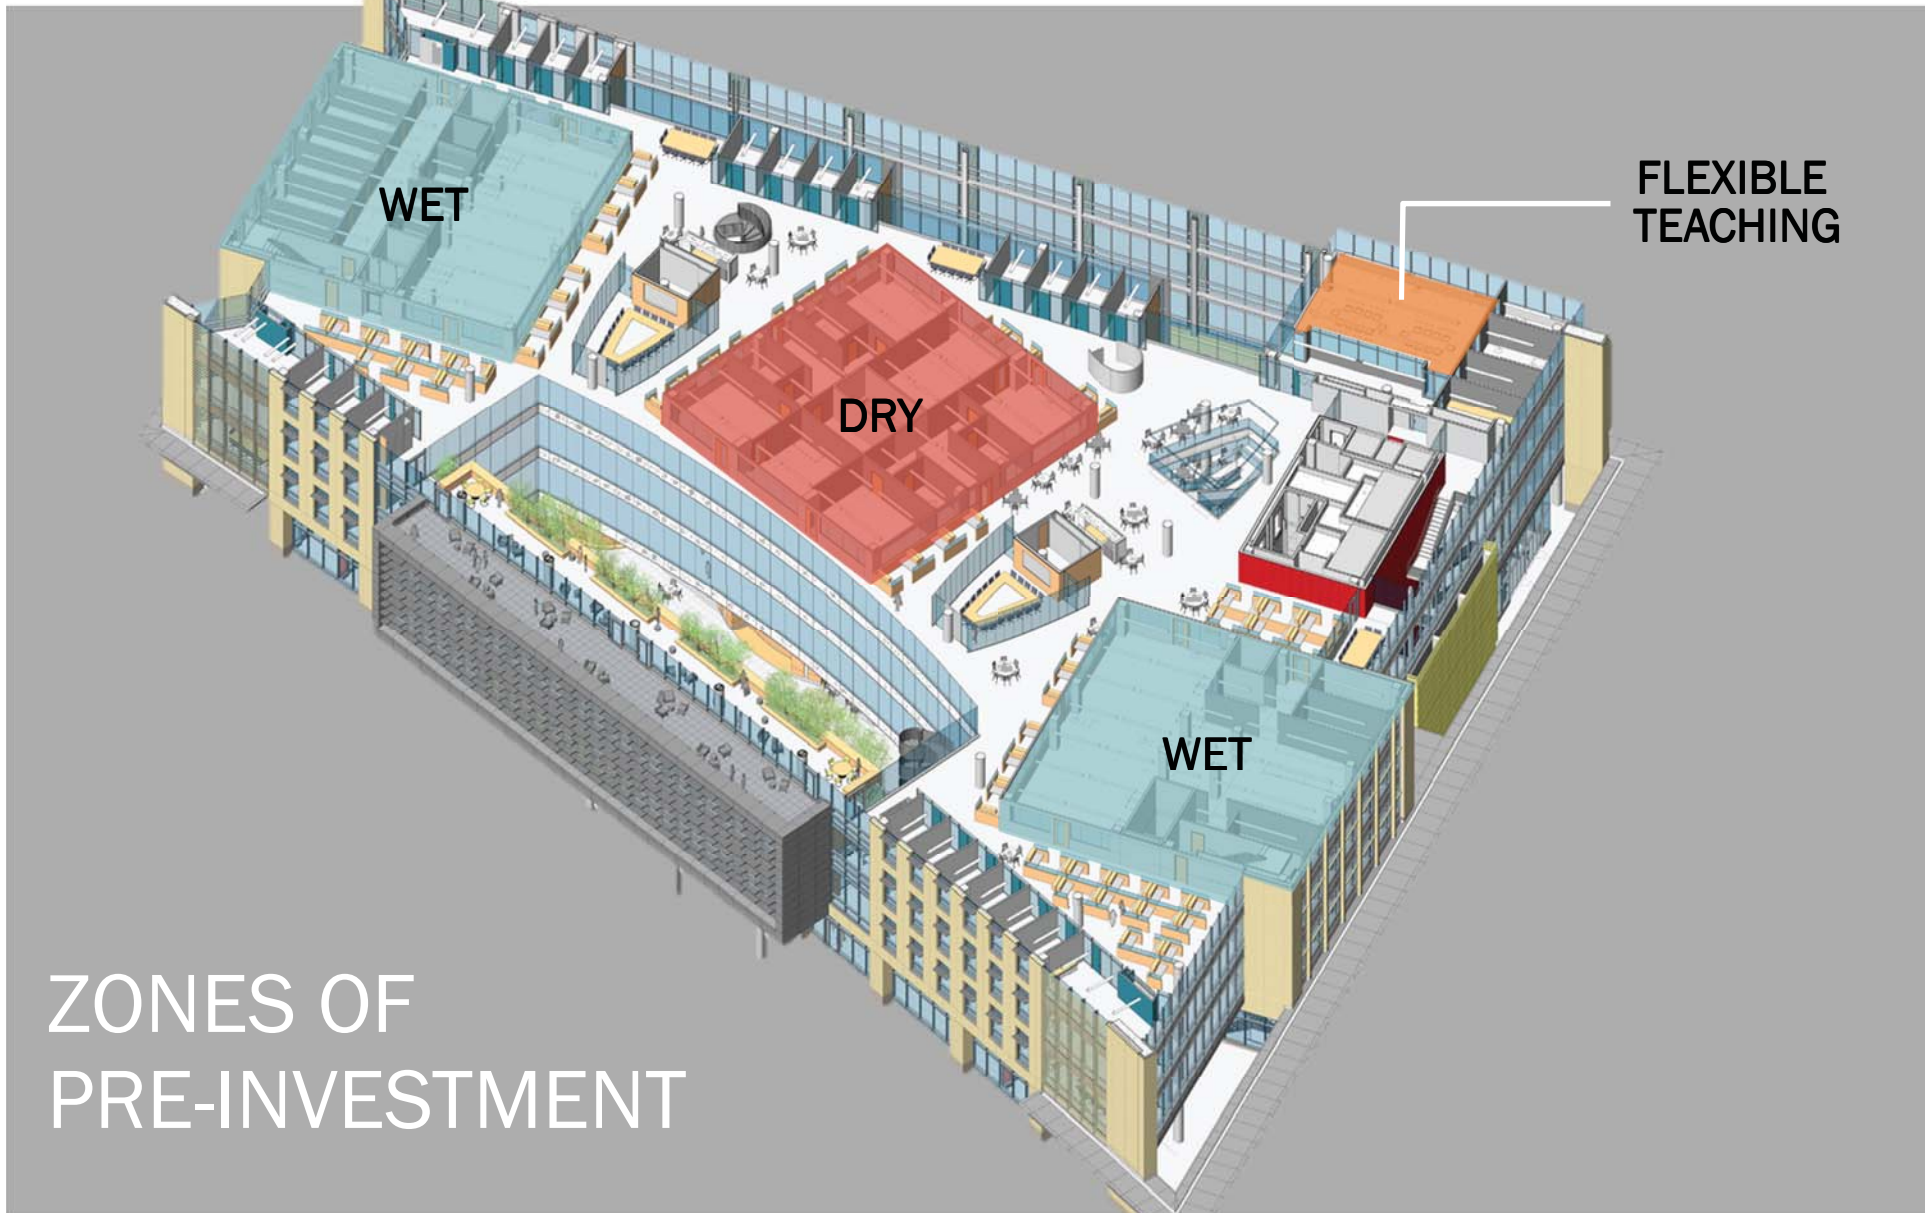 WET
FLEXIBLE
TEACHING
DRY
WET
ZONES OF
PRE-INVESTMENT